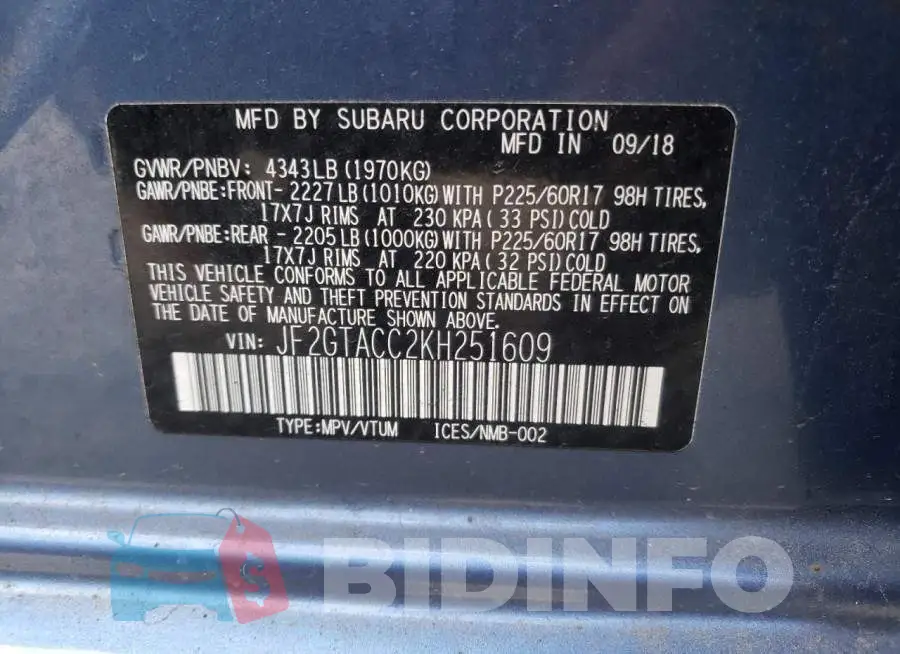 MFD BY SUBARU CORPORATION
MFD IN 09/18
GVWR/PNBV: 4343LB (1970KG)
GAWR/PNBE:FRONT- 2227LB (1010KG) WITH P225/60R17 98H TIRES,
17X7J RIMS AT 230 KPA ( 33 PSI) COLD
GAWR/PNBE:REAR - 2205LB (1000KG) WITH P225/60R17 98H TIRES,
17X7J RIMS AT 220 KPA ( 32 PSI) COLD
THIS VEHICLE CONFORMS TO ALL APPLICABLE FEDERAL MOTOR
VEHICLE SAFETY AND THEFT PREVENTION STANDARDS IN EFFECT ON
THE DATE OF MANUFACTURE SHOWN ABOVE.
VIN: JF2GTACC2KH251609
TYPE:MPV/VTUM ICES/NMB-002
$ BIDINFO